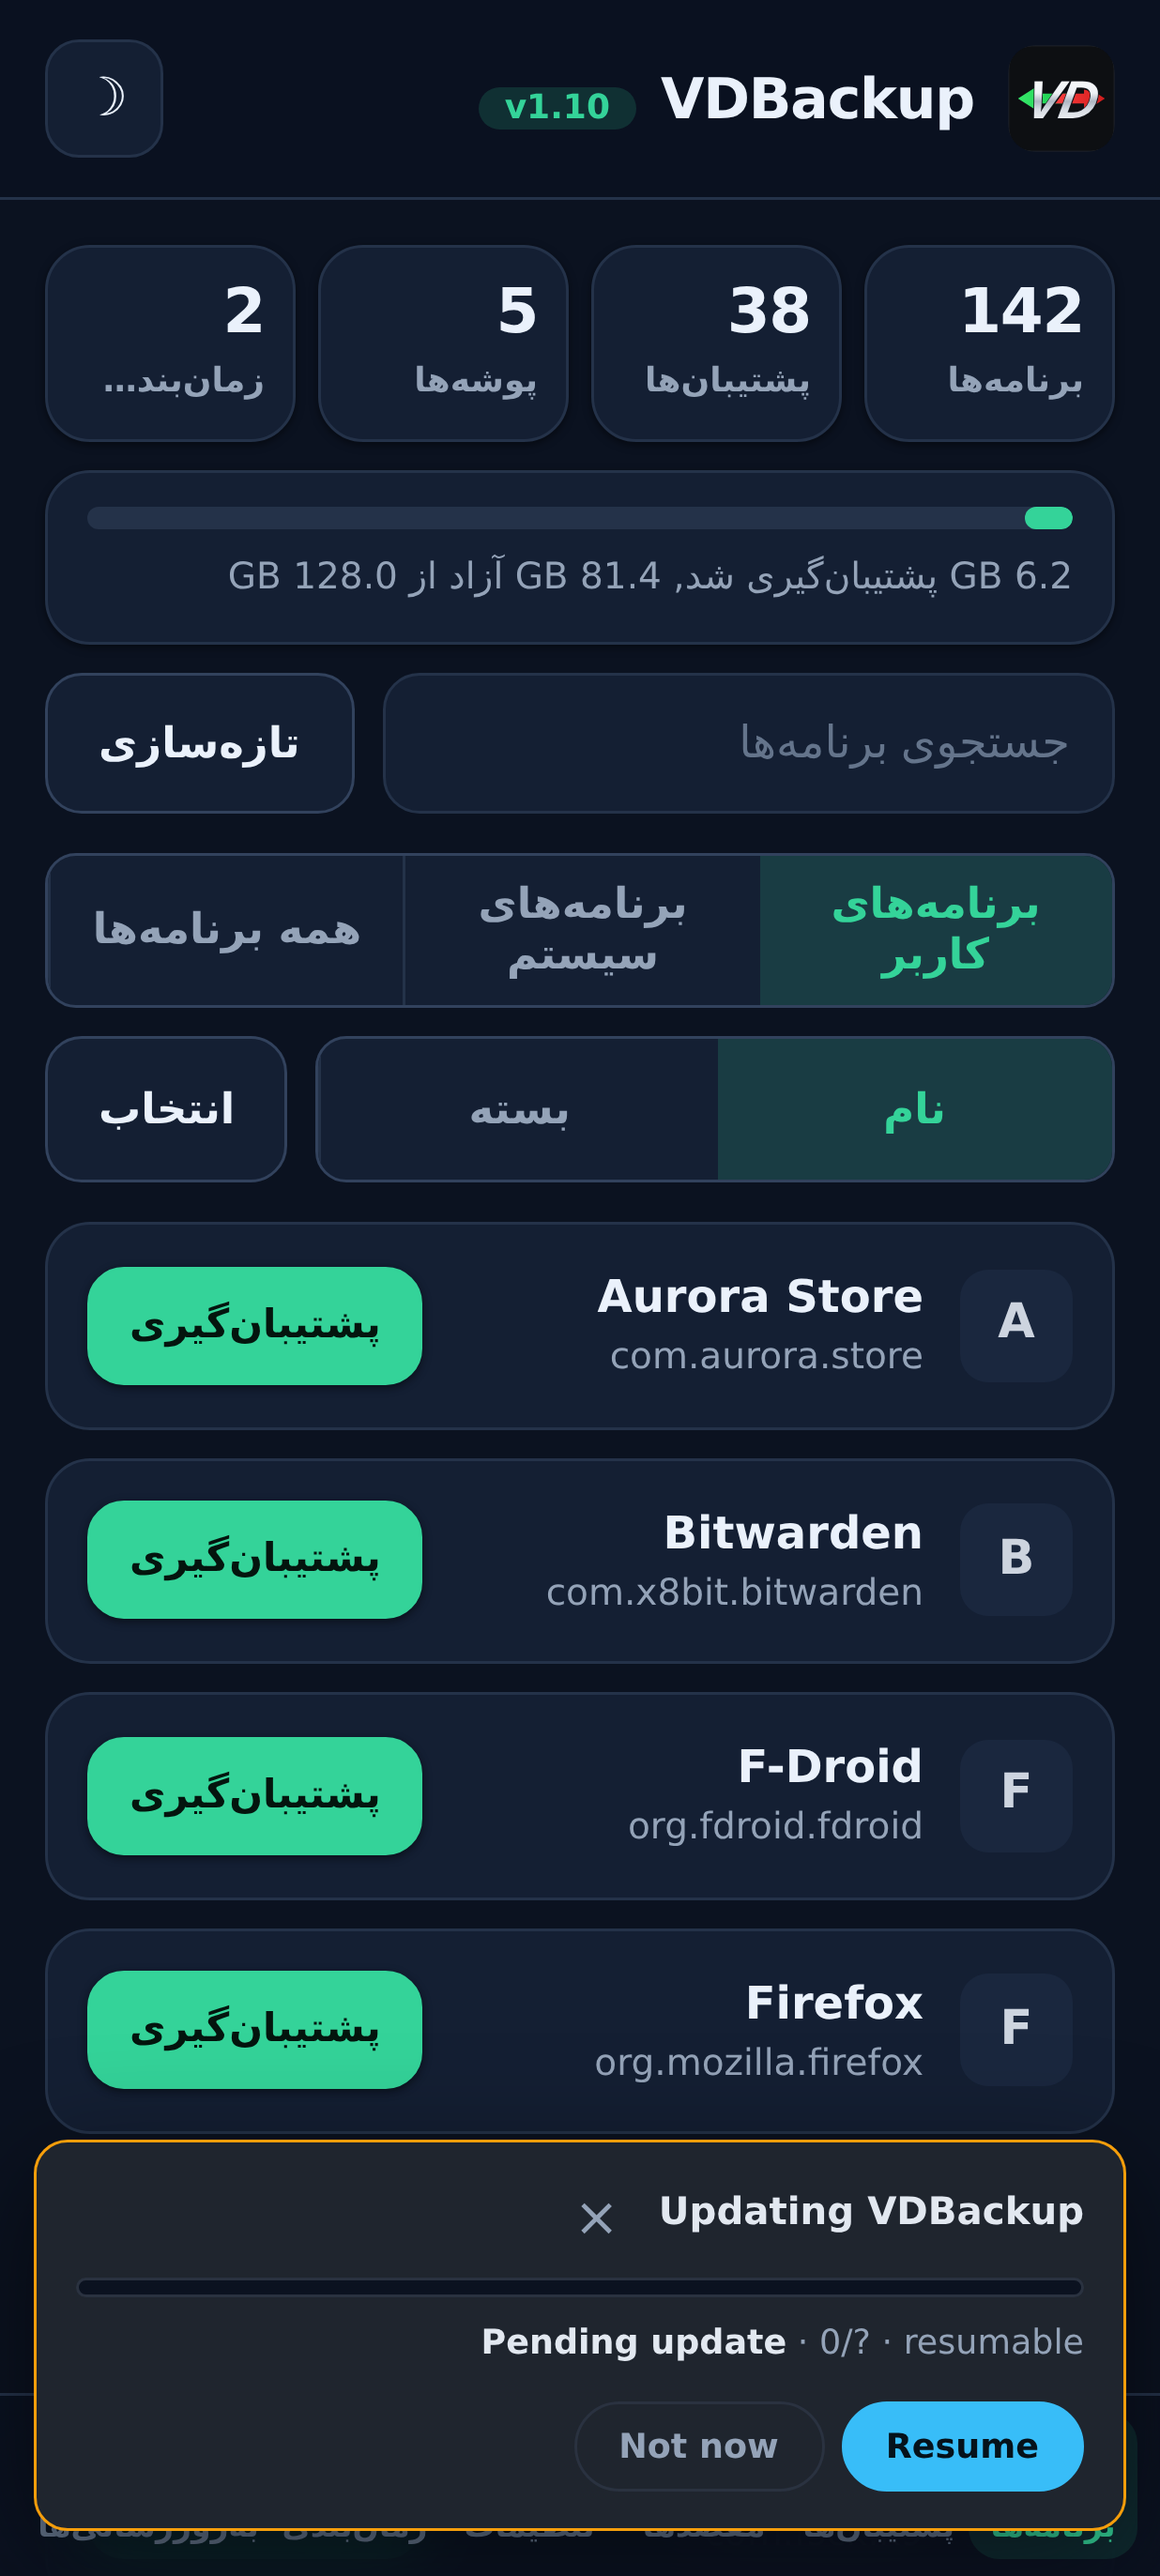 VD VDBackup v1.10 ☽
142 38 5 2
برنامه‌ها پشتیبان‌ها پوشه‌ها زمان‌بند...
6.2 GB پشتیبان‌گیری شد, 81.4 GB آزاد از 128.0 GB
جستجوی برنامه‌ها تازه‌سازی
برنامه‌های کاربر برنامه‌های سیستم همه برنامه‌ها
نام بسته انتخاب
A Aurora Store پشتیبان‌گیری
com.aurora.store
B Bitwarden پشتیبان‌گیری
com.x8bit.bitwarden
F F-Droid پشتیبان‌گیری
org.fdroid.fdroid
F Firefox پشتیبان‌گیری
org.mozilla.firefox
Updating VDBackup ×
Pending update · 0/? · resumable
Resume Not now